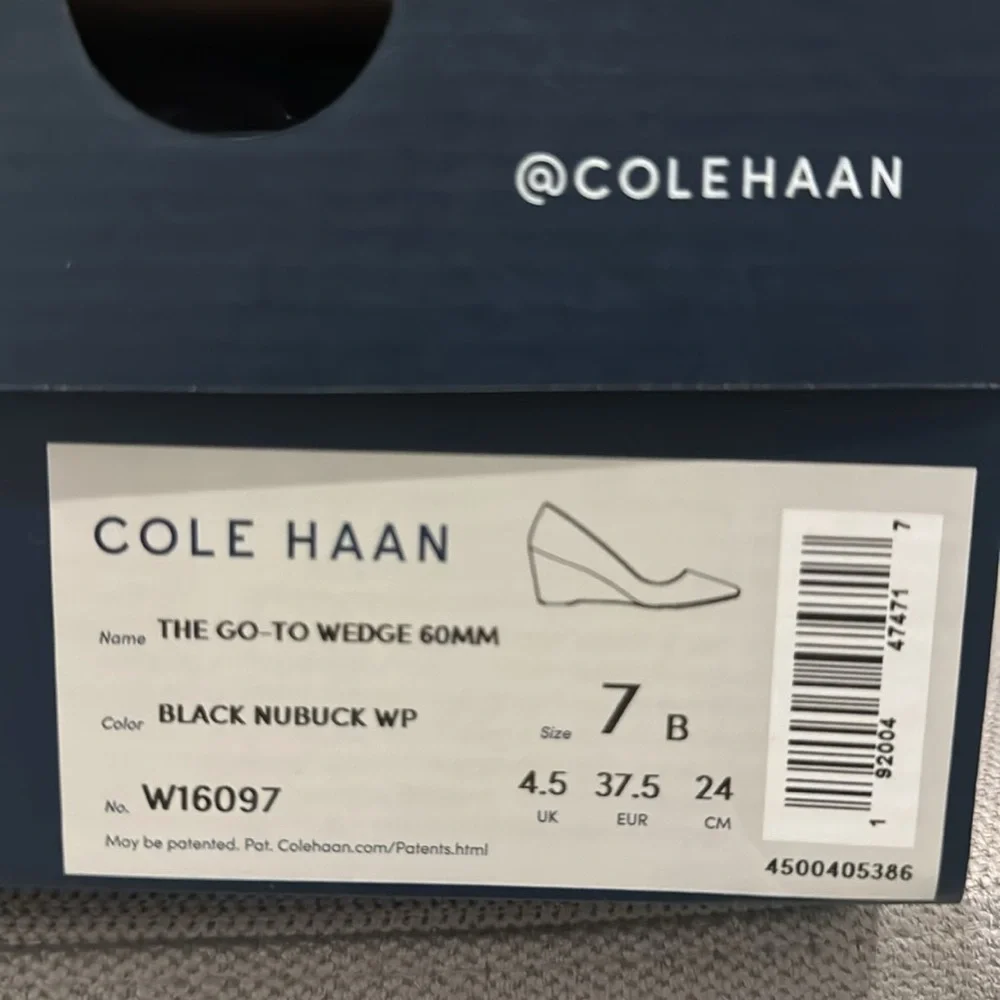 @COLEHAAN
COLE HAAN
Name THE GO-TO WEDGE 60MM
Color BLACK NUBUCK WP
Size 7 B
4.5 37.5 24
UK EUR CM
No. W16097
May be patented. Pat. Colehaan.com/Patents.html
1 92004 47471 7
4500405386